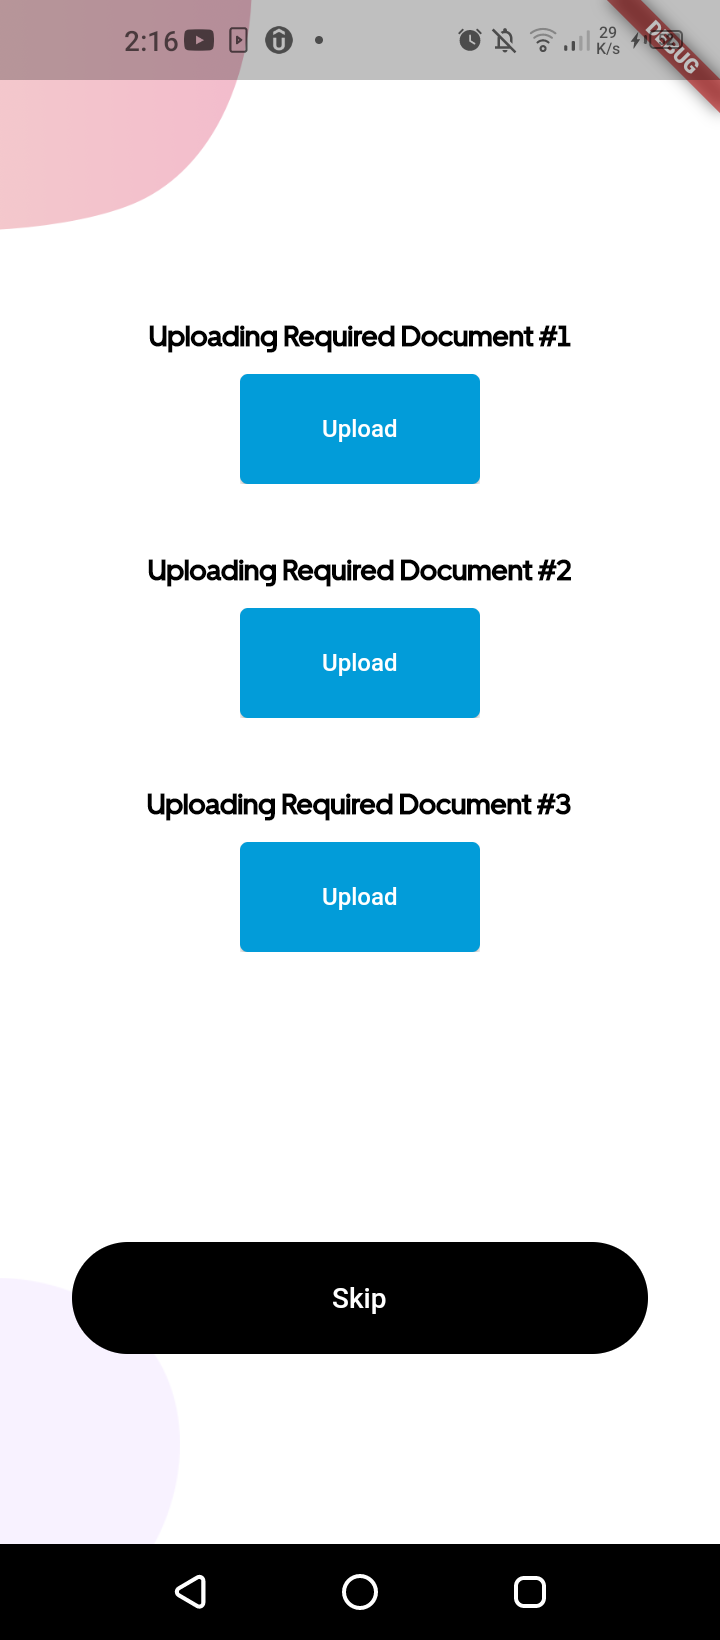 2:16
29
K/s
DEBUG
Uploading Required Document #1
Upload
Uploading Required Document #2
Upload
Uploading Required Document #3
Upload
Skip